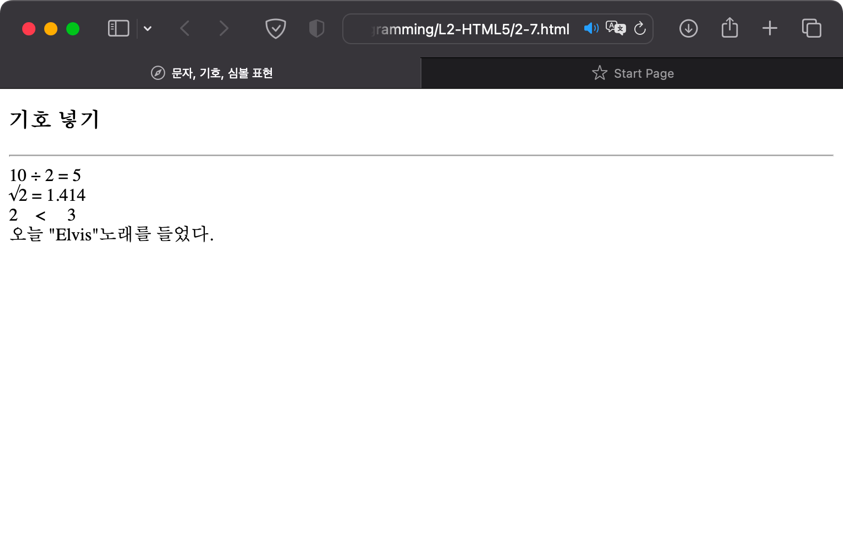 ramming/L2-HTML5/2-7.html
문자, 기호, 심볼 표현
Start Page
기호 넣기
10 ÷ 2 = 5
√2 = 1.414
2 < 3
오늘 "Elvis"노래를 들었다.